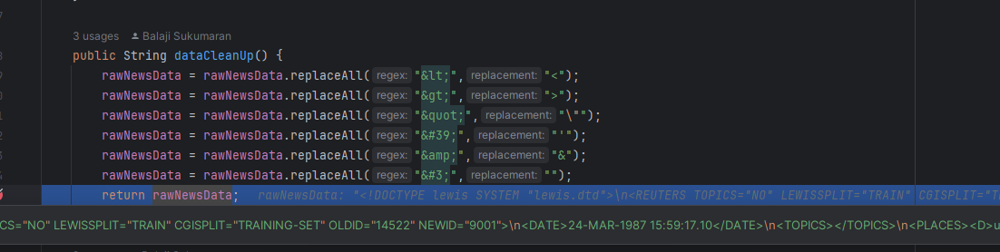 3 usages Balaji Sukumaran
public String dataCleanUp() {
rawNewsData = rawNewsData.replaceAll( regex: "&lt;", replacement: "<");
rawNewsData = rawNewsData.replaceAll( regex: "&gt;", replacement: ">");
rawNewsData = rawNewsData.replaceAll( regex: "&quot;", replacement: "\"");
rawNewsData = rawNewsData.replaceAll( regex: "&#39;", replacement: "'");
rawNewsData = rawNewsData.replaceAll( regex: "&amp;", replacement: "&");
rawNewsData = rawNewsData.replaceAll( regex: "&#3;", replacement: "");
return rawNewsData; rawNewsData: "<!DOCTYPE lewis SYSTEM "lewis.dtd">\n<REUTERS TOPICS="NO" LEWISSPLIT="TRAIN" CGISPLIT="T
CS="NO" LEWISSPLIT="TRAIN" CGISPLIT="TRAINING-SET" OLDID="14522" NEWID="9001">\n<DATE>24-MAR-1987 15:59:17.10</DATE>\n<TOPICS></TOPICS>\n<PLACES><D>u